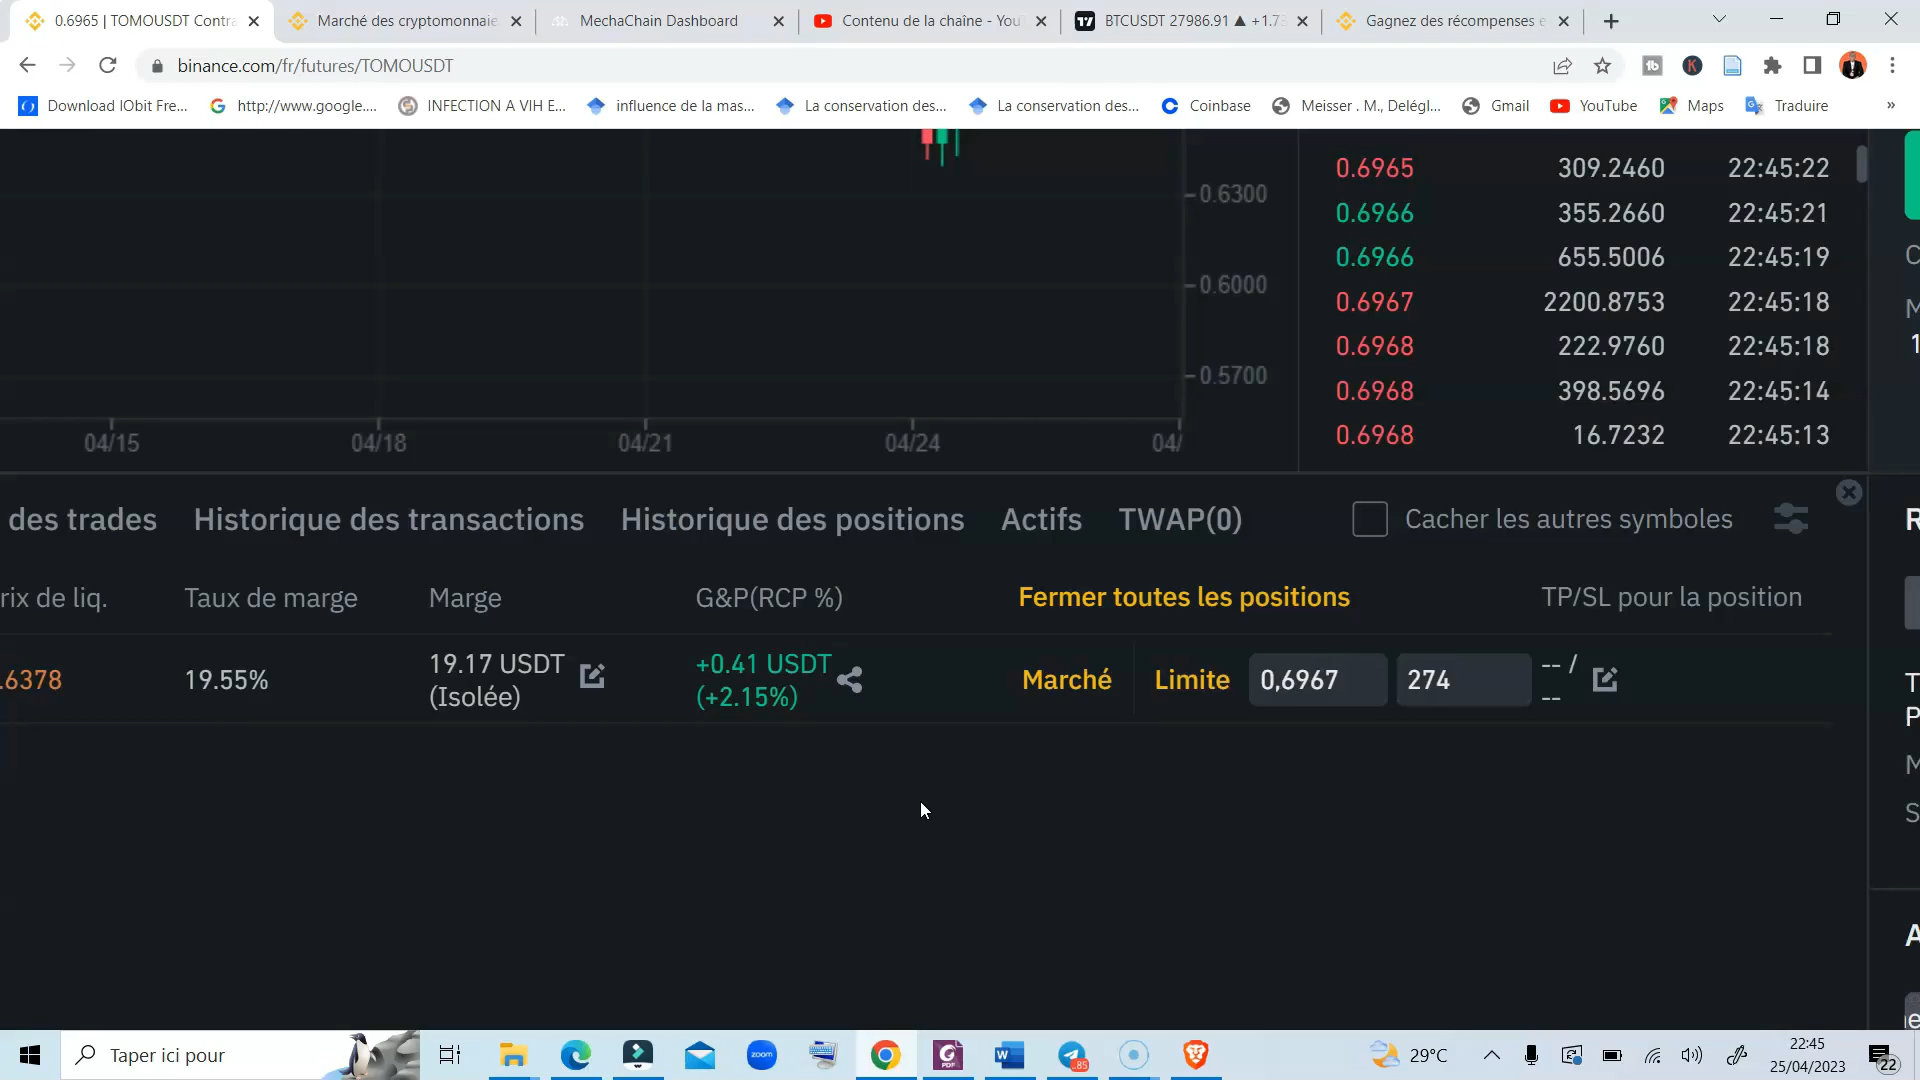 0.6965 | TOMOUSDT Contra
Marché des cryptomonnaie
MechaChain Dashboard
Contenu de la chaîne - You
BTCUSDT 27986.91 ▲ +1.73
Gagnez des récompenses e
binance.com/fr/futures/TOMOUSDT
Download IObit Fre...
http://www.google....
INFECTION A VIH E...
influence de la mas...
La conservation des...
La conservation des...
Coinbase
Meisser . M., Delégl...
Gmail
YouTube
Maps
Traduire
»
0.6300
0.6000
0.5700
04/15
04/18
04/21
04/24
04/
0.6965 309.2460 22:45:22
0.6966 355.2660 22:45:21
0.6966 655.5006 22:45:19
0.6967 2200.8753 22:45:18
0.6968 222.9760 22:45:18
0.6968 398.5696 22:45:14
0.6968 16.7232 22:45:13
des trades
Historique des transactions
Historique des positions
Actifs
TWAP(0)
Cacher les autres symboles
rix de liq.
Taux de marge
Marge
G&P(RCP %)
Fermer toutes les positions
TP/SL pour la position
.6378
19.55%
19.17 USDT
(Isolée)
+0.41 USDT
(+2.15%)
Marché
Limite
0,6967
274
-- /
--
Taper ici pour
zoom
PDF
W
85
29°C
22:45
25/04/2023
22